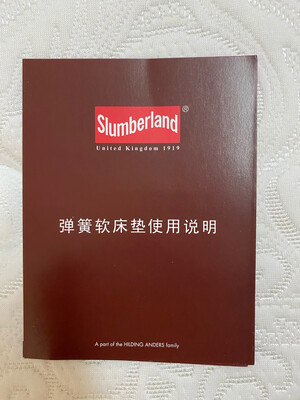 Slumberland®
United Kingdom 1919
弹簧软床垫使用说明
A part of the HILDING ANDERS family